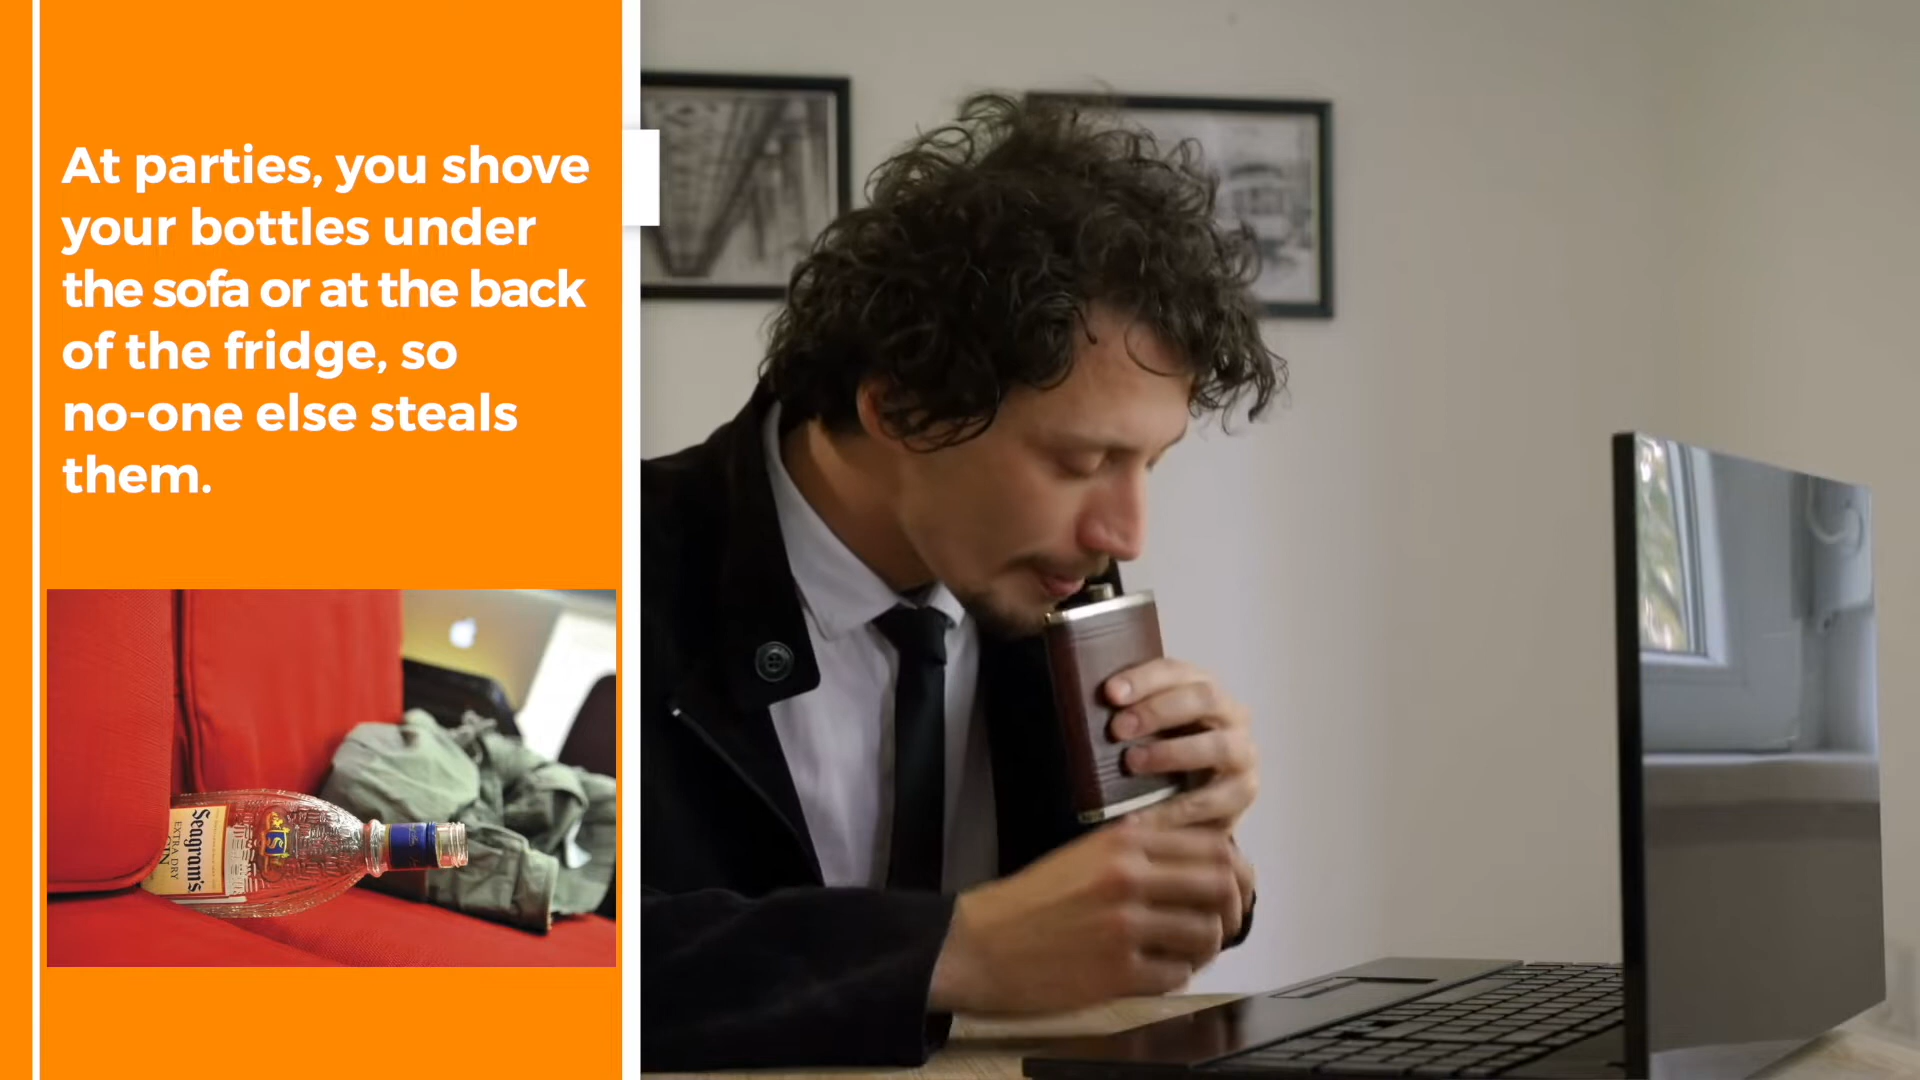 At parties, you shove
your bottles under
the sofa or at the back
of the fridge, so
no-one else steals
them.
Seagram's
EXTRA DRY
GIN